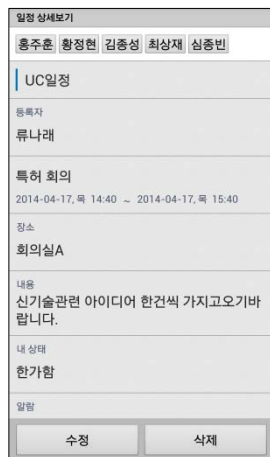 일정 상세보기
홍주훈 황정현 김종성 최상재 심종빈
UC일정
등록자
류나래
특허 회의
2014-04-17, 목 14:40 ~ 2014-04-17, 목 15:40
장소
회의실A
내용
신기술관련 아이디어 한건씩 가지고오기바
랍니다.
내 상태
한가함
알람
수정 삭제